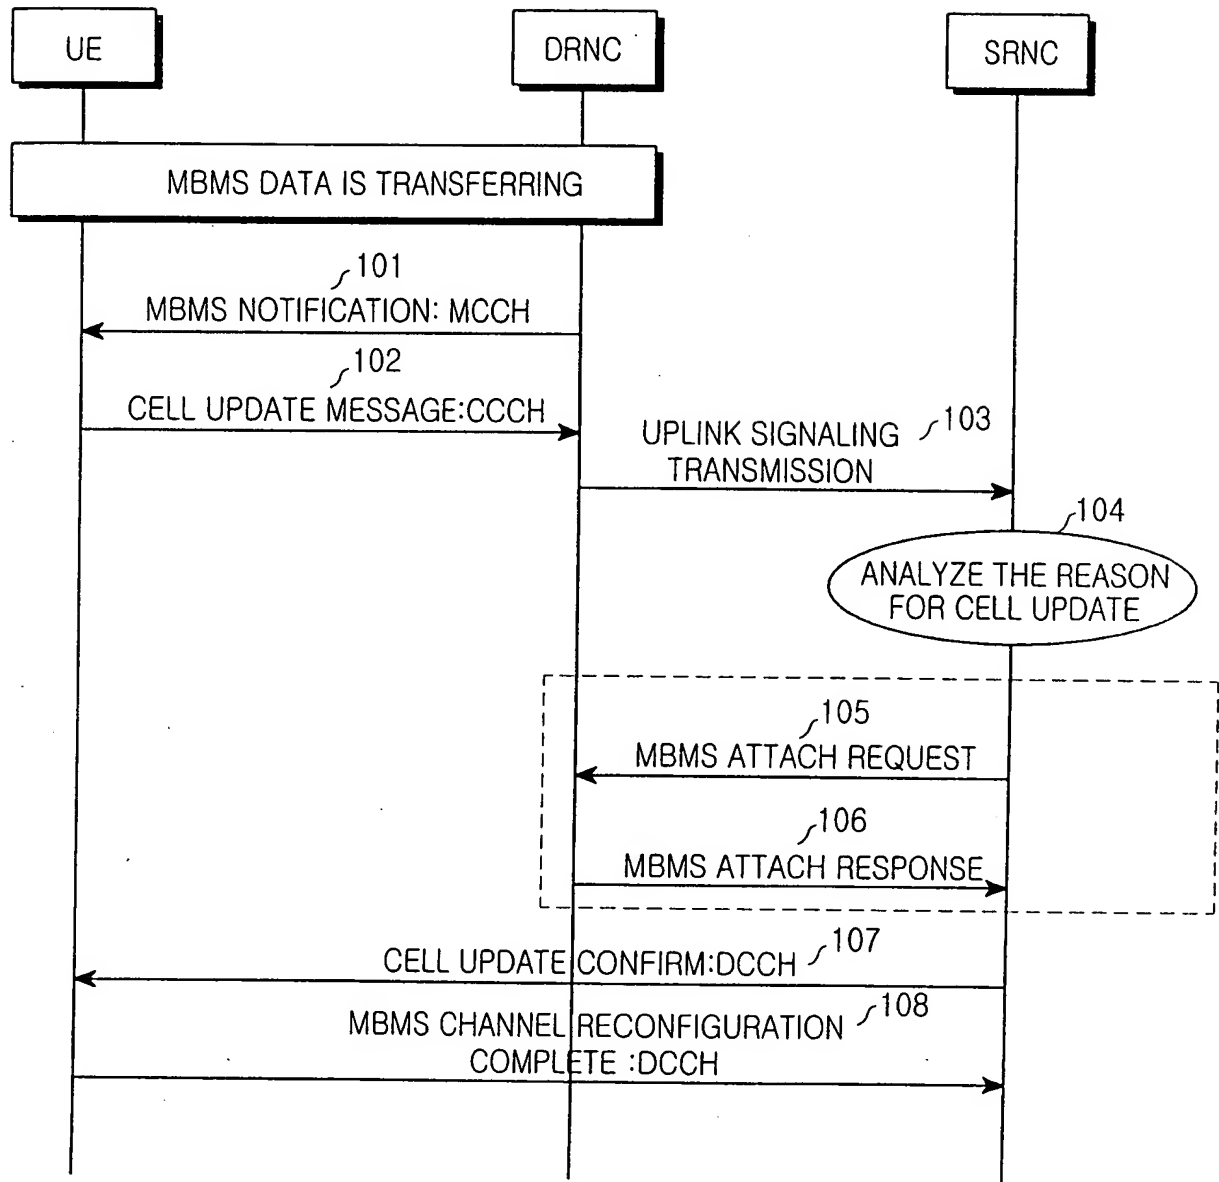 UE
DRNC
SRNC
MBMS DATA IS TRANSFERRING
101
MBMS NOTIFICATION: MCCH
102
CELL UPDATE MESSAGE:CCCH
UPLINK SIGNALING
TRANSMISSION
103
104
ANALYZE THE REASON
FOR CELL UPDATE
105
MBMS ATTACH REQUEST
106
MBMS ATTACH RESPONSE
CELL UPDATE CONFIRM:DCCH
107
MBMS CHANNEL RECONFIGURATION
COMPLETE :DCCH
108